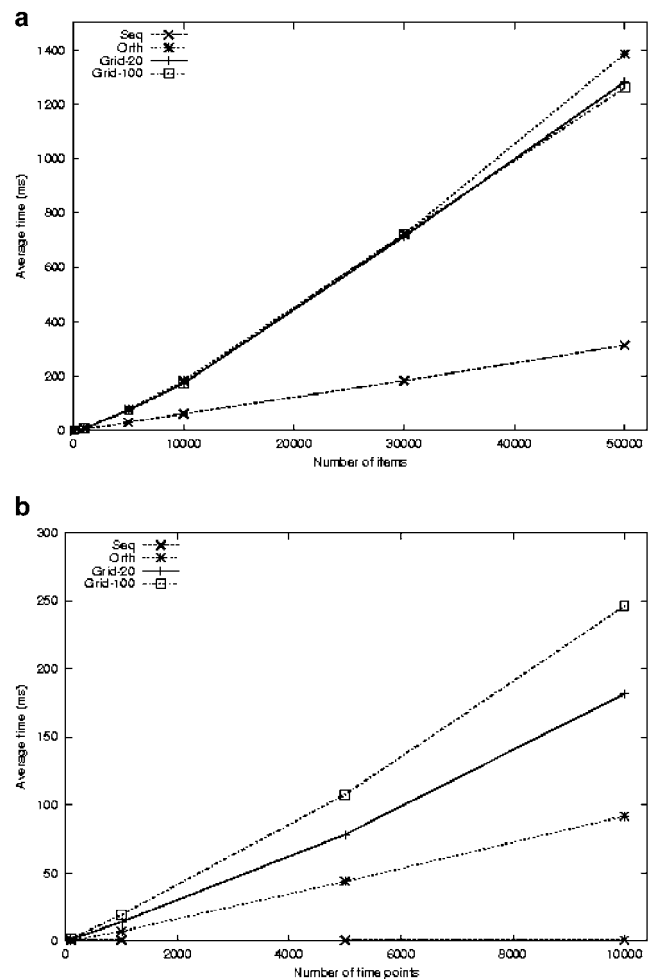 a
Seq
Orth
Grid-20
Grid-100
1400
1200
1000
800
600
400
200
0
Average time (ms)
0 10000 20000 30000 40000 50000
Number of items
b
Seq
Orth
Grid-20
Grid-100
300
250
200
150
100
50
0
Average time (ms)
2000 4000 6000 8000 10000
Number of time points